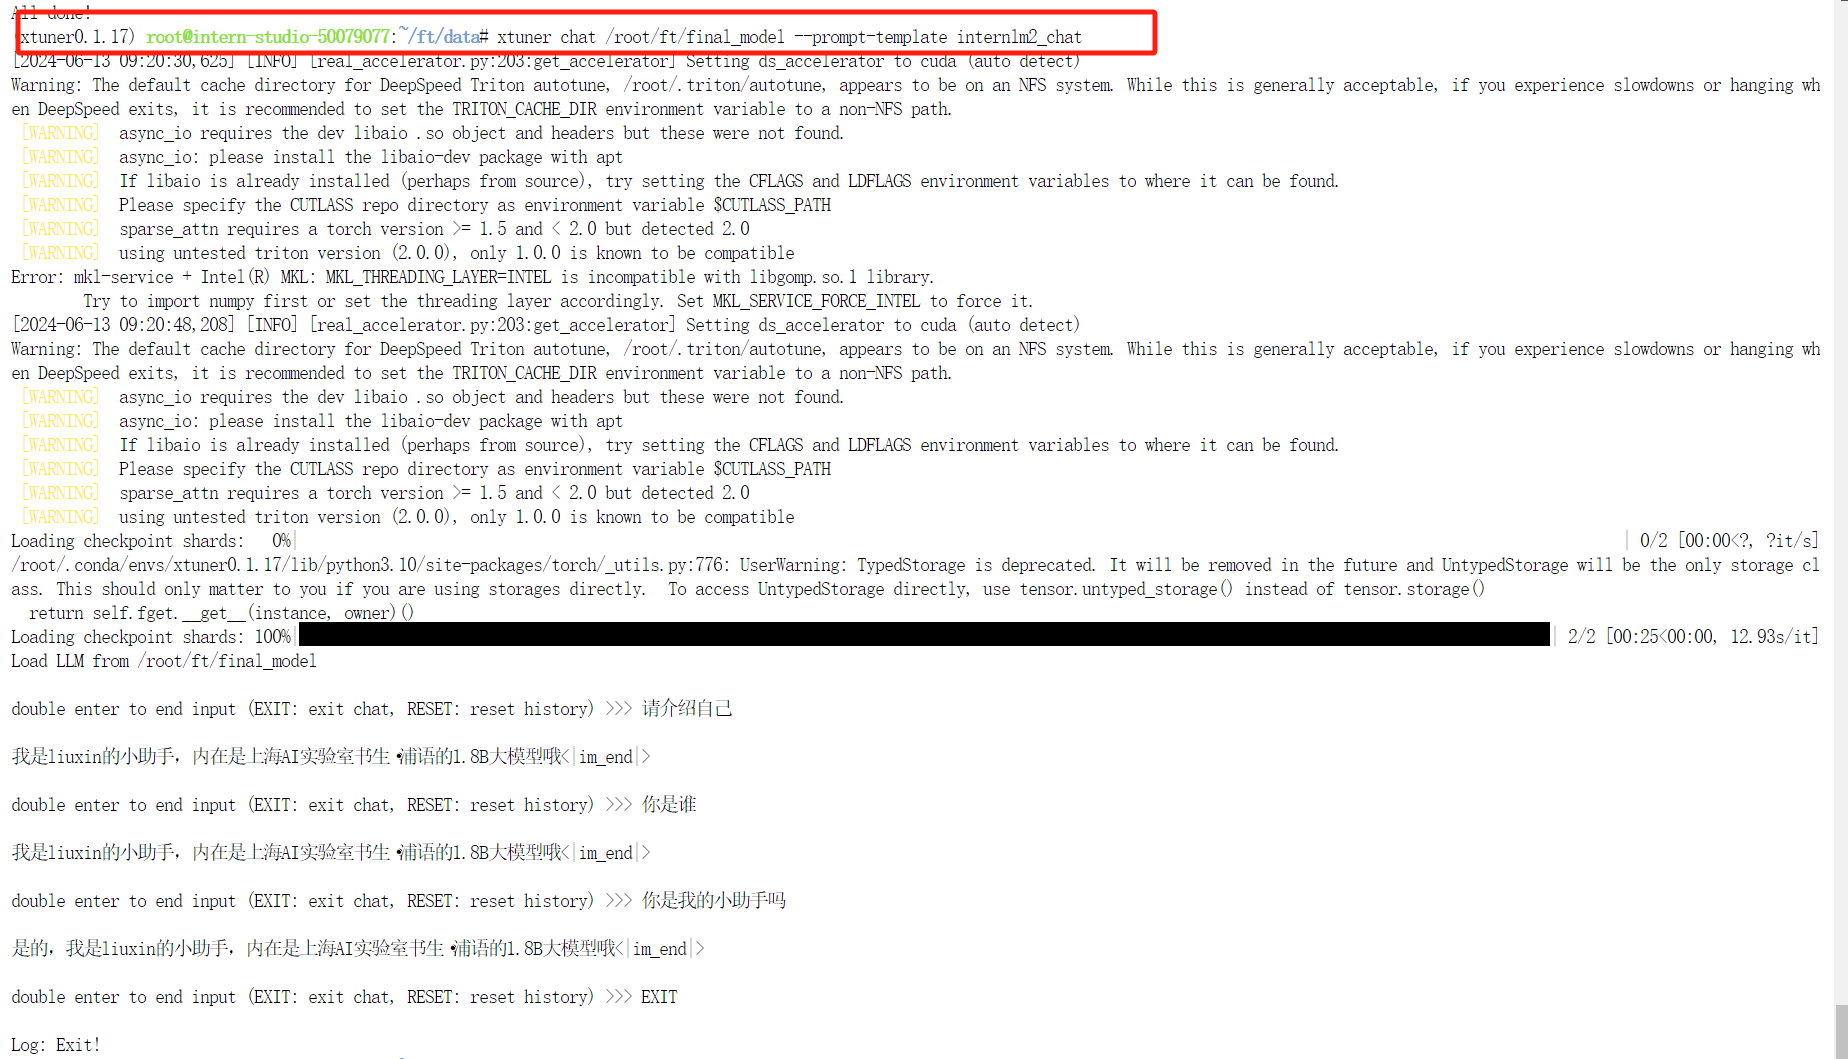 All done!
(xtuner0.1.17) root@intern-studio-50079077:~/ft/data# xtuner chat /root/ft/final_model --prompt-template internlm2_chat
[2024-06-13 09:20:30,625] [INFO] [real_accelerator.py:203:get_accelerator] Setting ds_accelerator to cuda (auto detect)
Warning: The default cache directory for DeepSpeed Triton autotune, /root/.triton/autotune, appears to be on an NFS system. While this is generally acceptable, if you experience slowdowns or hanging wh
en DeepSpeed exits, it is recommended to set the TRITON_CACHE_DIR environment variable to a non-NFS path.
[WARNING]  async_io requires the dev libaio .so object and headers but these were not found.
[WARNING]  async_io: please install the libaio-dev package with apt
[WARNING]  If libaio is already installed (perhaps from source), try setting the CFLAGS and LDFLAGS environment variables to where it can be found.
[WARNING]  Please specify the CUTLASS repo directory as environment variable $CUTLASS_PATH
[WARNING]  sparse_attn requires a torch version >= 1.5 and < 2.0 but detected 2.0
[WARNING]  using untested triton version (2.0.0), only 1.0.0 is known to be compatible
Error: mkl-service + Intel(R) MKL: MKL_THREADING_LAYER=INTEL is incompatible with libgomp.so.1 library.
Try to import numpy first or set the threading layer accordingly. Set MKL_SERVICE_FORCE_INTEL to force it.
[2024-06-13 09:20:48,208] [INFO] [real_accelerator.py:203:get_accelerator] Setting ds_accelerator to cuda (auto detect)
Warning: The default cache directory for DeepSpeed Triton autotune, /root/.triton/autotune, appears to be on an NFS system. While this is generally acceptable, if you experience slowdowns or hanging wh
en DeepSpeed exits, it is recommended to set the TRITON_CACHE_DIR environment variable to a non-NFS path.
[WARNING]  async_io requires the dev libaio .so object and headers but these were not found.
[WARNING]  async_io: please install the libaio-dev package with apt
[WARNING]  If libaio is already installed (perhaps from source), try setting the CFLAGS and LDFLAGS environment variables to where it can be found.
[WARNING]  Please specify the CUTLASS repo directory as environment variable $CUTLASS_PATH
[WARNING]  sparse_attn requires a torch version >= 1.5 and < 2.0 but detected 2.0
[WARNING]  using untested triton version (2.0.0), only 1.0.0 is known to be compatible
Loading checkpoint shards:   0%| | 0/2 [00:00<?, ?it/s]
/root/.conda/envs/xtuner0.1.17/lib/python3.10/site-packages/torch/_utils.py:776: UserWarning: TypedStorage is deprecated. It will be removed in the future and UntypedStorage will be the only storage cl
ass. This should only matter to you if you are using storages directly.  To access UntypedStorage directly, use tensor.untyped_storage() instead of tensor.storage()
return self.fget.__get__(instance, owner)()
Loading checkpoint shards: 100%| | 2/2 [00:25<00:00, 12.93s/it]
Load LLM from /root/ft/final_model
double enter to end input (EXIT: exit chat, RESET: reset history) >>> 请介绍自己
我是liuxin的小助手，内在是上海AI实验室书生·浦语的1.8B大模型哦<|im_end|>
double enter to end input (EXIT: exit chat, RESET: reset history) >>> 你是谁
我是liuxin的小助手，内在是上海AI实验室书生·浦语的1.8B大模型哦<|im_end|>
double enter to end input (EXIT: exit chat, RESET: reset history) >>> 你是我的小助手吗
是的，我是liuxin的小助手，内在是上海AI实验室书生·浦语的1.8B大模型哦<|im_end|>
double enter to end input (EXIT: exit chat, RESET: reset history) >>> EXIT
Log: Exit!